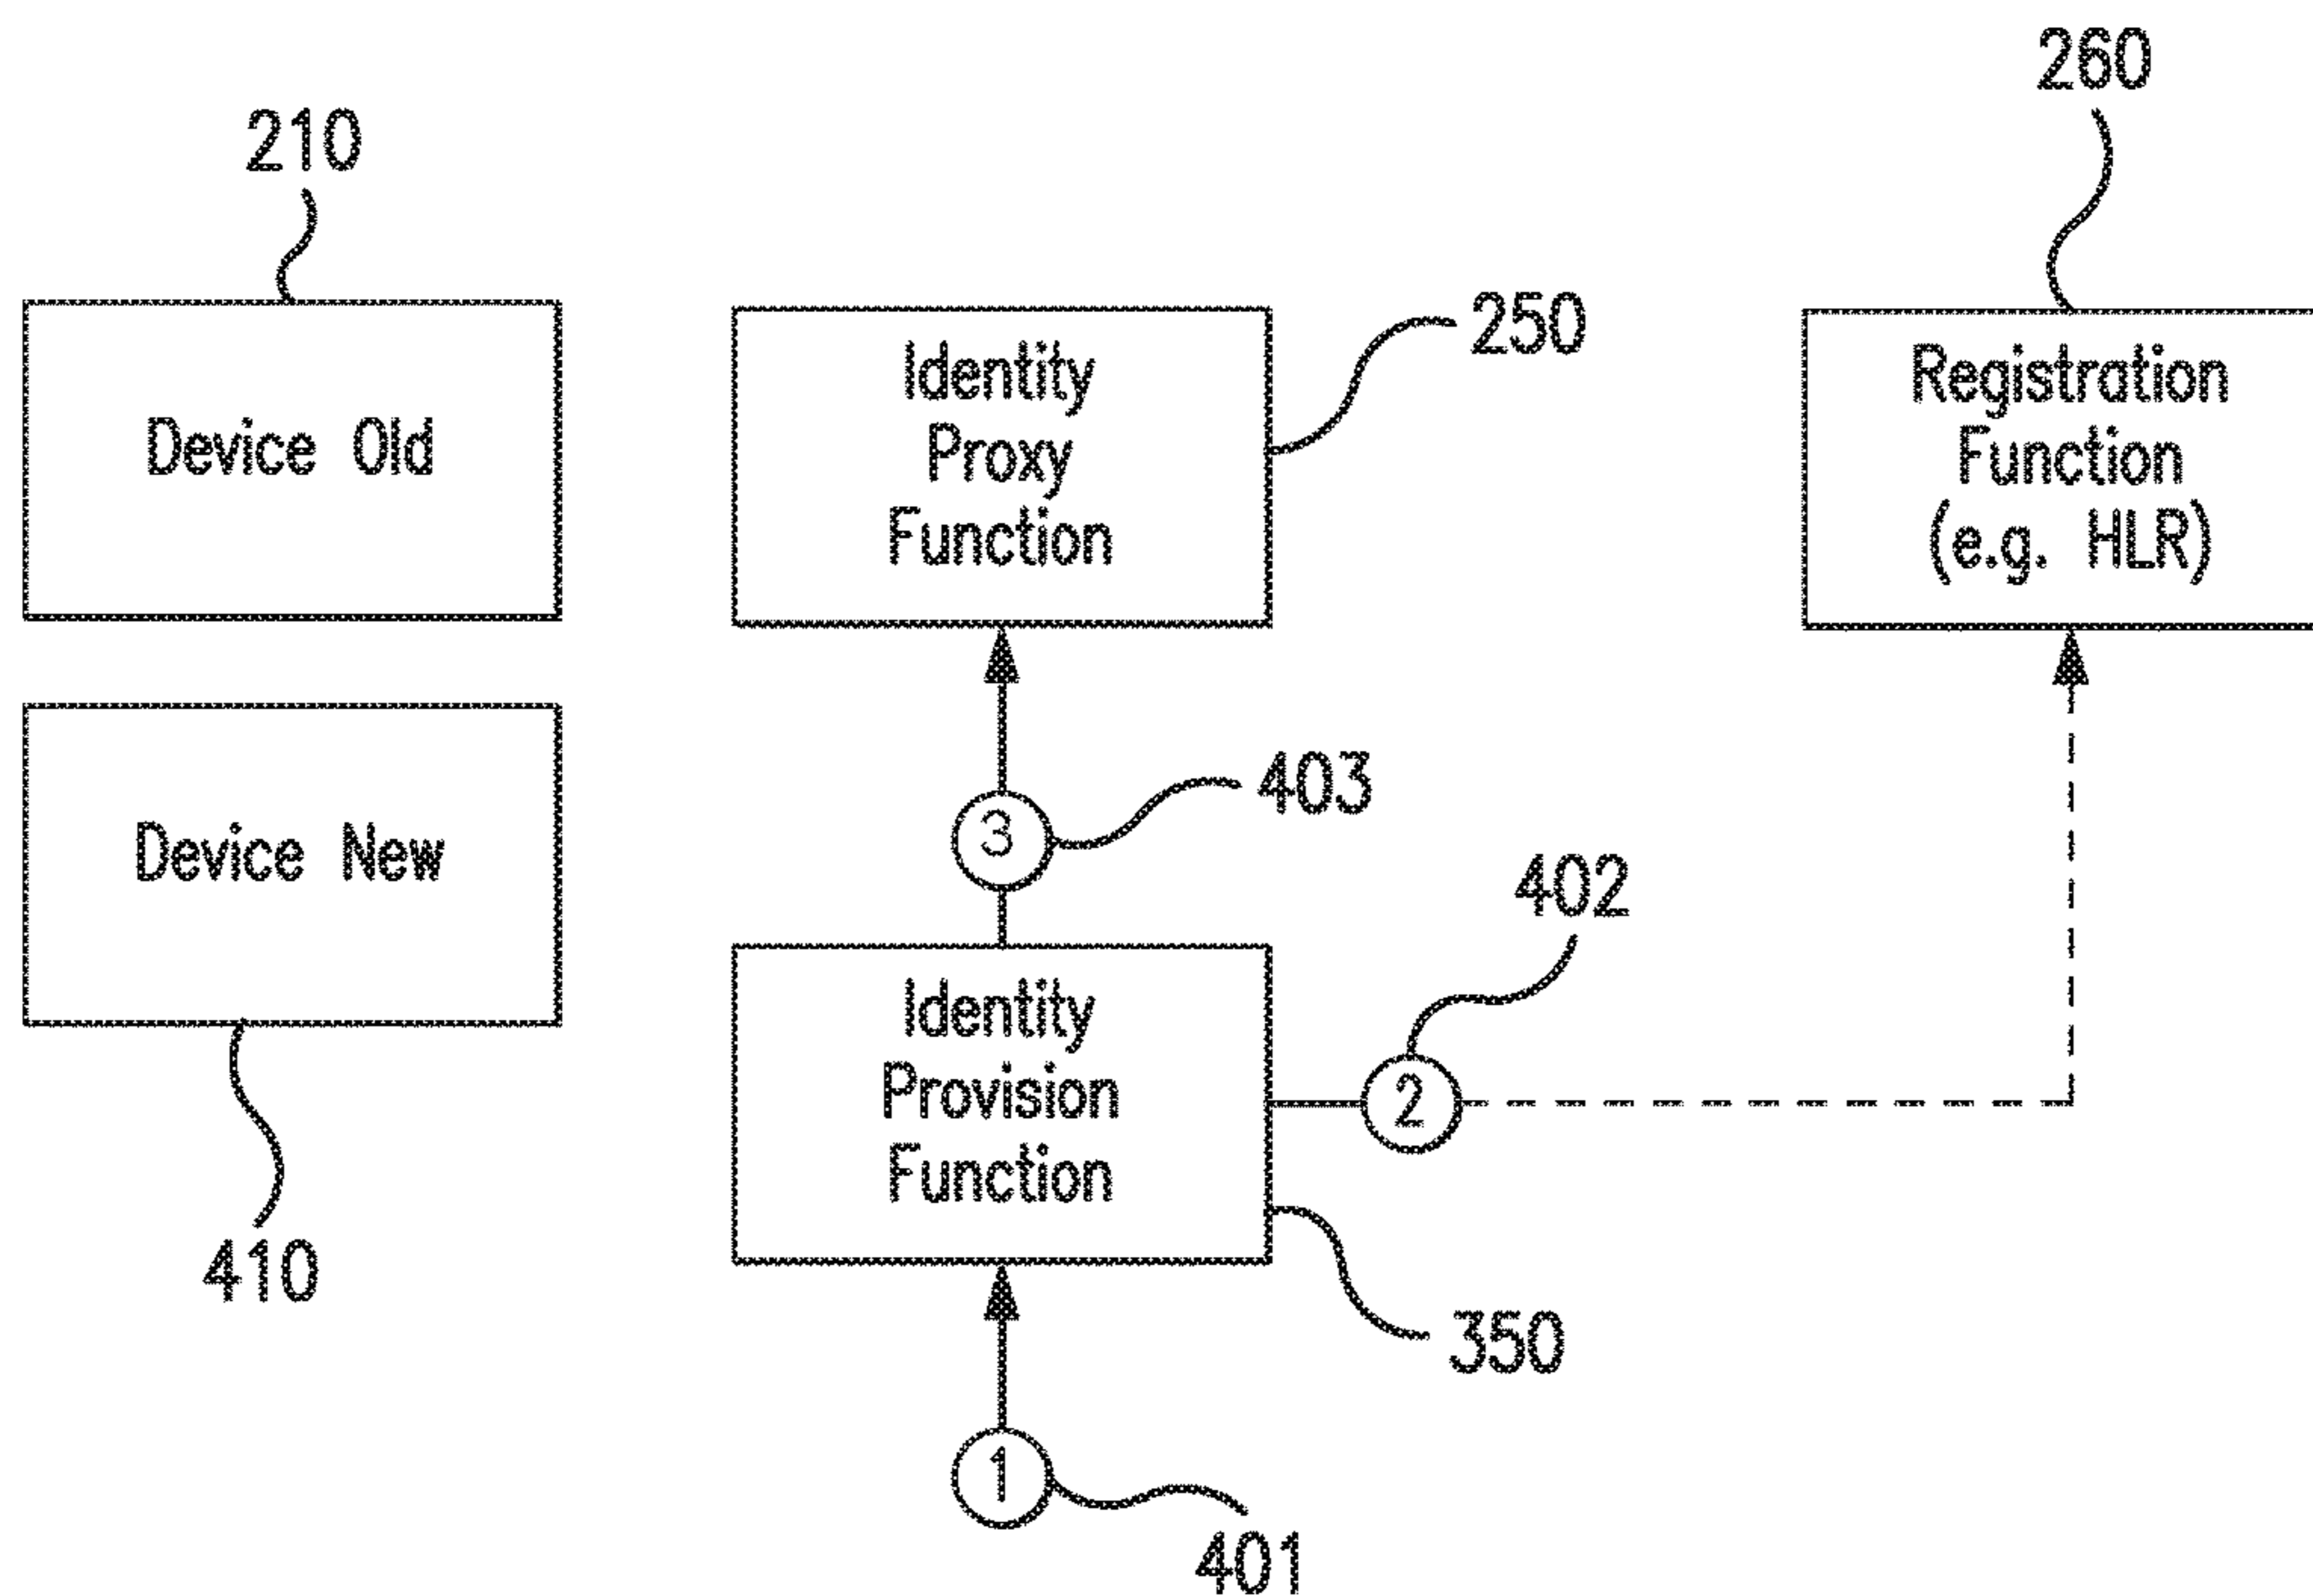 260
210
250
Device Old
Identity
Proxy
Function
Registration
Function
(e.g. HLR)
403
3
Device New
402
Identity
Provision
Function
2
410
350
1
401